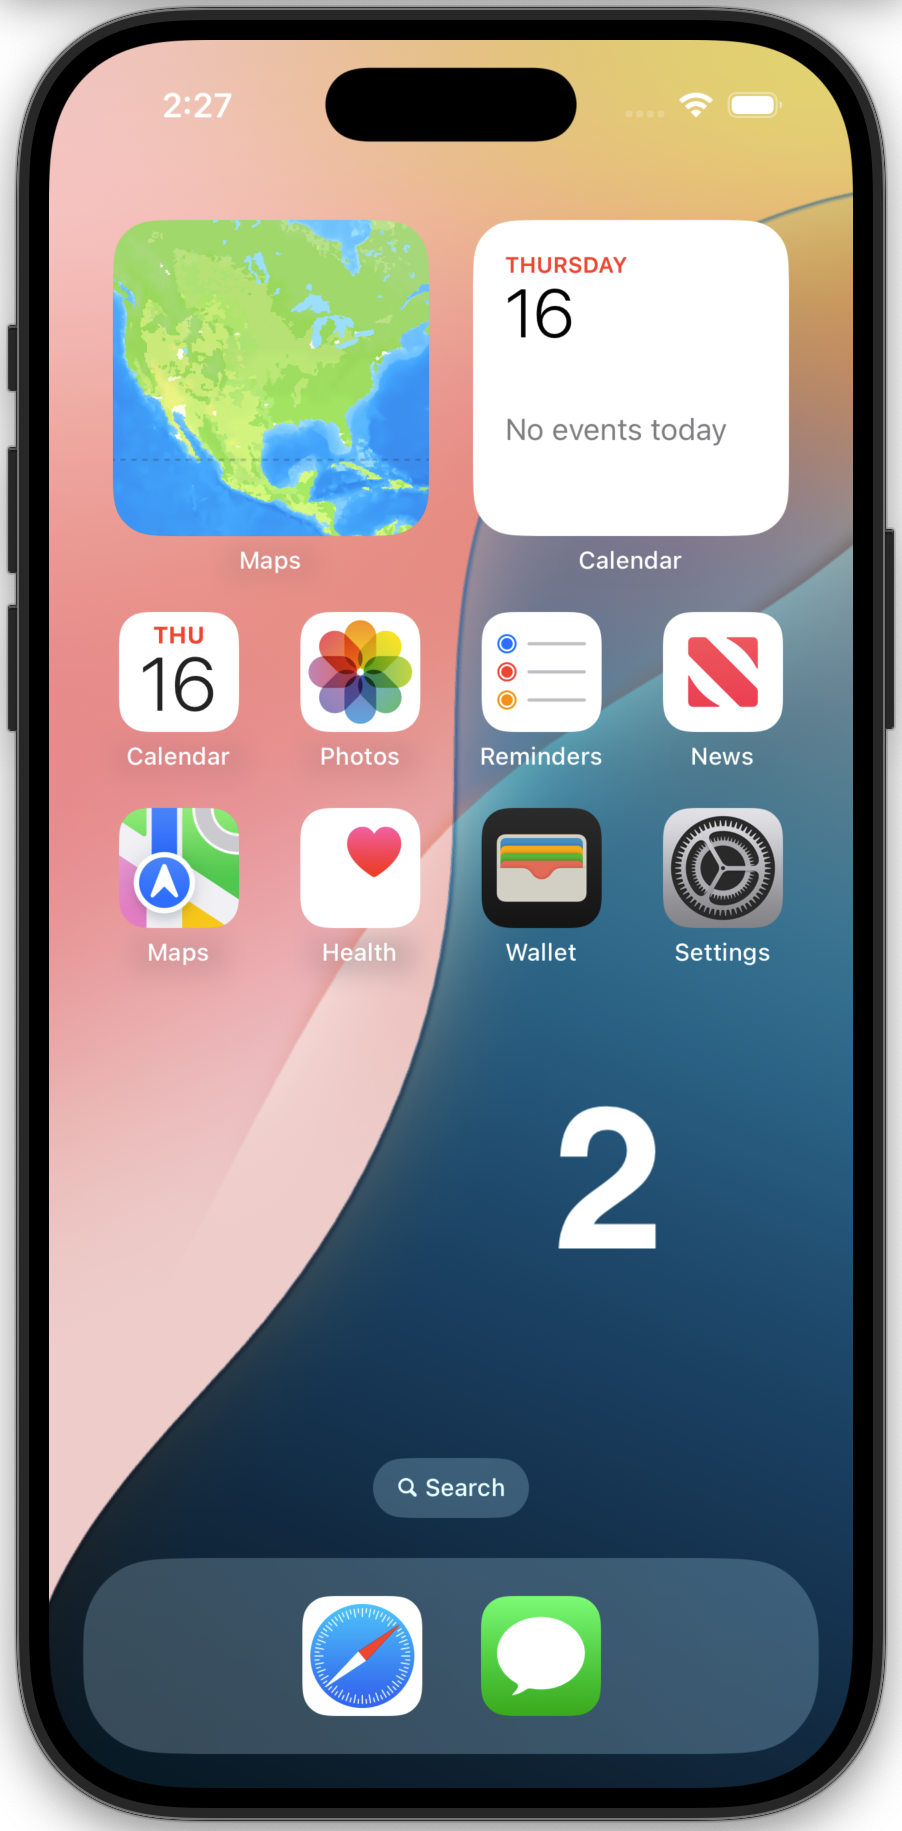 2:27
THURSDAY
16
No events today
Maps
Calendar
THU
16
Calendar
Photos
Reminders
News
Maps
Health
Wallet
Settings
2
Search